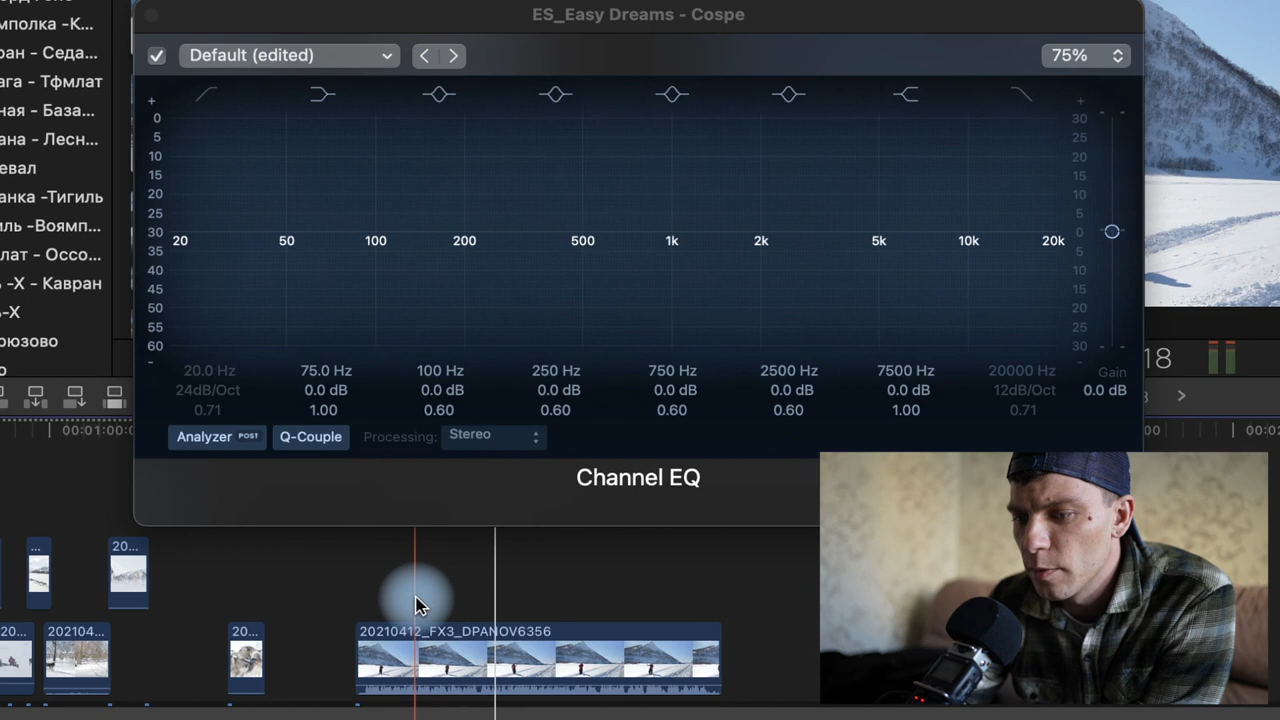 ES_Easy Dreams - Cospe
Default (edited)
75%
мполка -К...
ран - Седа...
ага - Тфмлат
ная - База...
ана - Лесн...
евал
анка -Тигиль
иль -Воямп...
лат - Оссо...
ь -Х - Кавран
-Х
рюзово
о
+
0
5
10
15
20
25
30
35
40
45
50
55
60
-
20 50 100 200 500 1k 2k 5k 10k 20k
+
30
25
20
15
10
5
0
5
10
15
20
25
30
-
20.0 Hz 75.0 Hz 100 Hz 250 Hz 750 Hz 2500 Hz 7500 Hz 20000 Hz Gain
24dB/Oct 0.0 dB 0.0 dB 0.0 dB 0.0 dB 0.0 dB 0.0 dB 12dB/Oct 0.0 dB
0.71 1.00 0.60 0.60 0.60 0.60 1.00 0.71
Analyzer POST Q-Couple Processing: Stereo
Channel EQ
18
00:01:00:0
00
00:02
... 20...
20... 202104... 20... 20210412_FX3_DPANOV6356